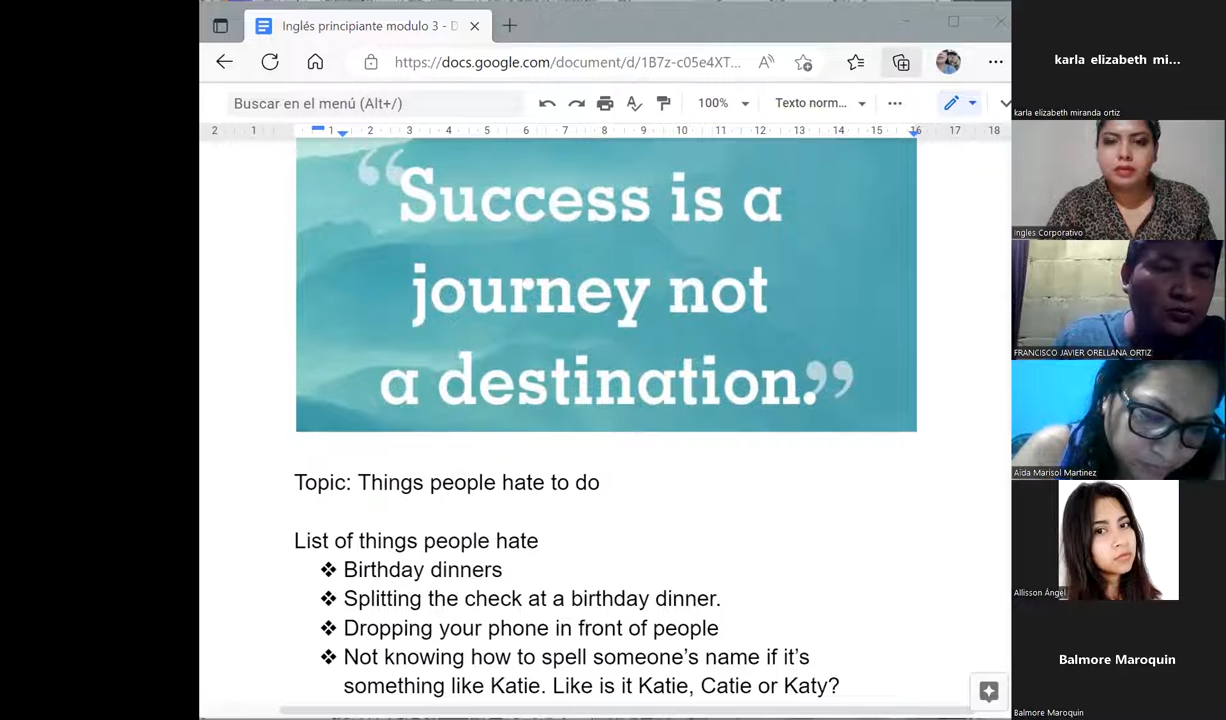 Inglés principiante modulo 3 - D
https://docs.google.com/document/d/1B7z-c05e4XT...
Buscar en el menú (Alt+/)
100%
Texto norm...
2 1 1 2 3 4 5 6 7 8 9 10 11 12 13 14 15 16 17 18
“Success is a
journey not
a destination.”
Topic: Things people hate to do
List of things people hate
❖ Birthday dinners
❖ Splitting the check at a birthday dinner.
❖ Dropping your phone in front of people
❖ Not knowing how to spell someone’s name if it’s
something like Katie. Like is it Katie, Catie or Katy?
karla elizabeth mi...
karla elizabeth miranda ortiz
Ingles Corporativo
FRANCISCO JAVIER ORELLANA ORTIZ
Aida Marisol Martinez
Allisson Ángel
Balmore Maroquin
Balmore Maroquin